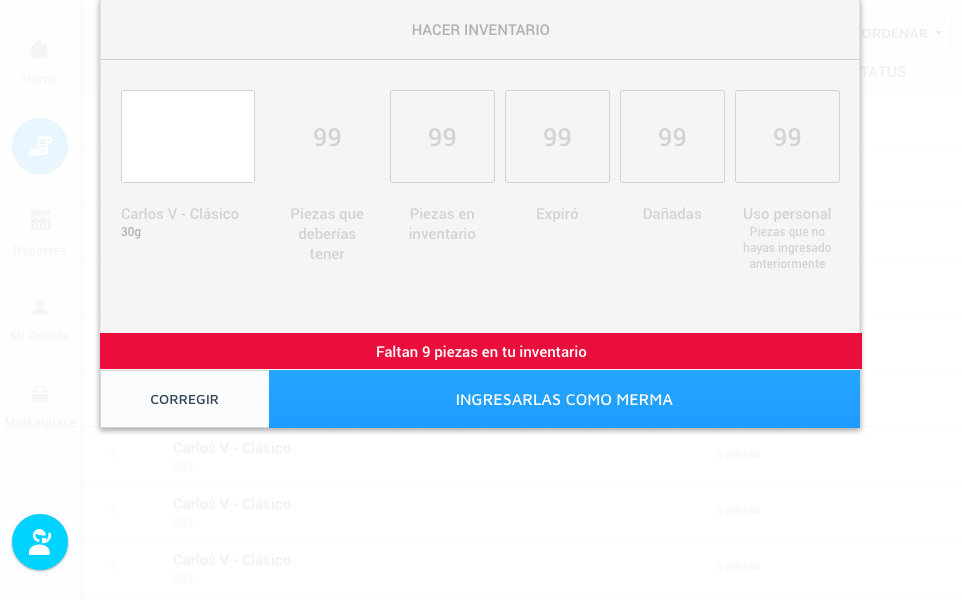 HACER INVENTARIO
ORDENAR
TATUS
Home
99
99
99
99
99
Carlos V - Clásico
30g
Piezas que
deberías
tener
Piezas en
inventario
Expiró
Dañadas
Uso personal
Piezas que no
hayas ingresado
anteriormente
Reportes
Mi Cuenta
Faltan 9 piezas en tu inventario
CORREGIR
INGRESARLAS COMO MERMA
Marketplace
Carlos V - Clásico
30g
3 piezas
Carlos V - Clásico
30g
3 piezas
Carlos V - Clásico
30g
3 piezas